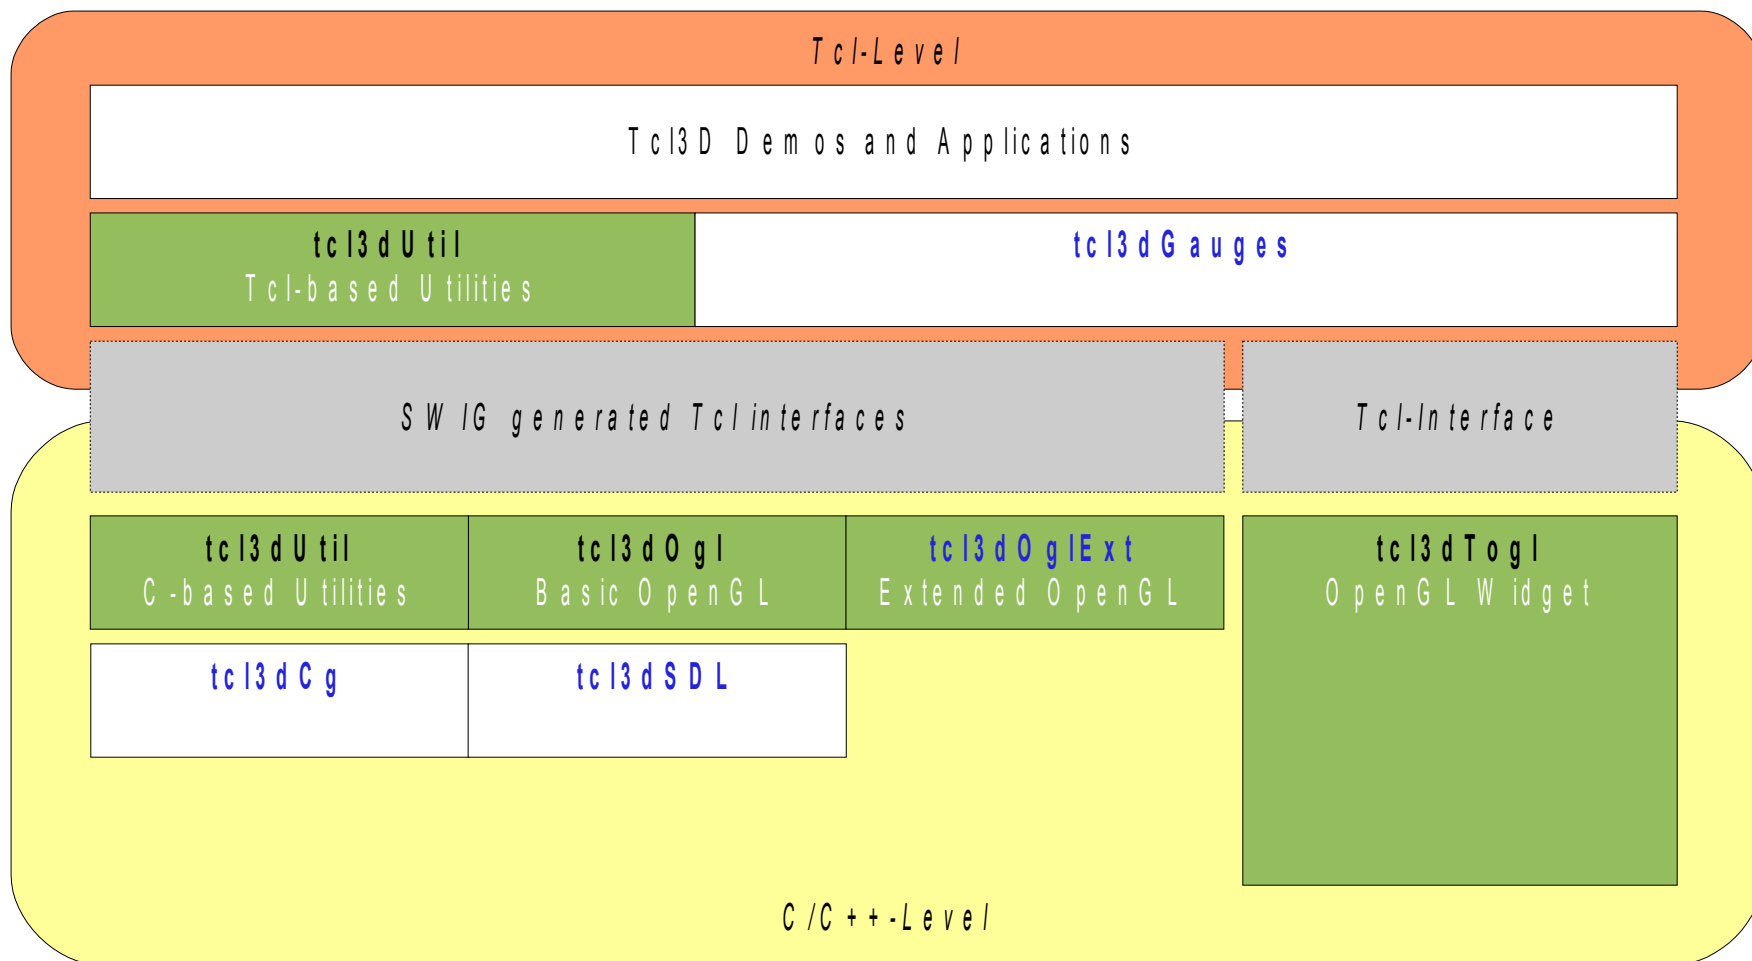 Tcl-Level
Tcl3D Demos and Applications
tcl3dUtil
Tcl-based Utilities
tcl3dGauges
SWIG generated Tcl interfaces
Tcl-Interface
tcl3dUtil
C-based Utilities
tcl3dOgl
Basic OpenGL
tcl3dOglExt
Extended OpenGL
tcl3dTogl
OpenGL Widget
tcl3dCg
tcl3dSDL
C/C++-Level